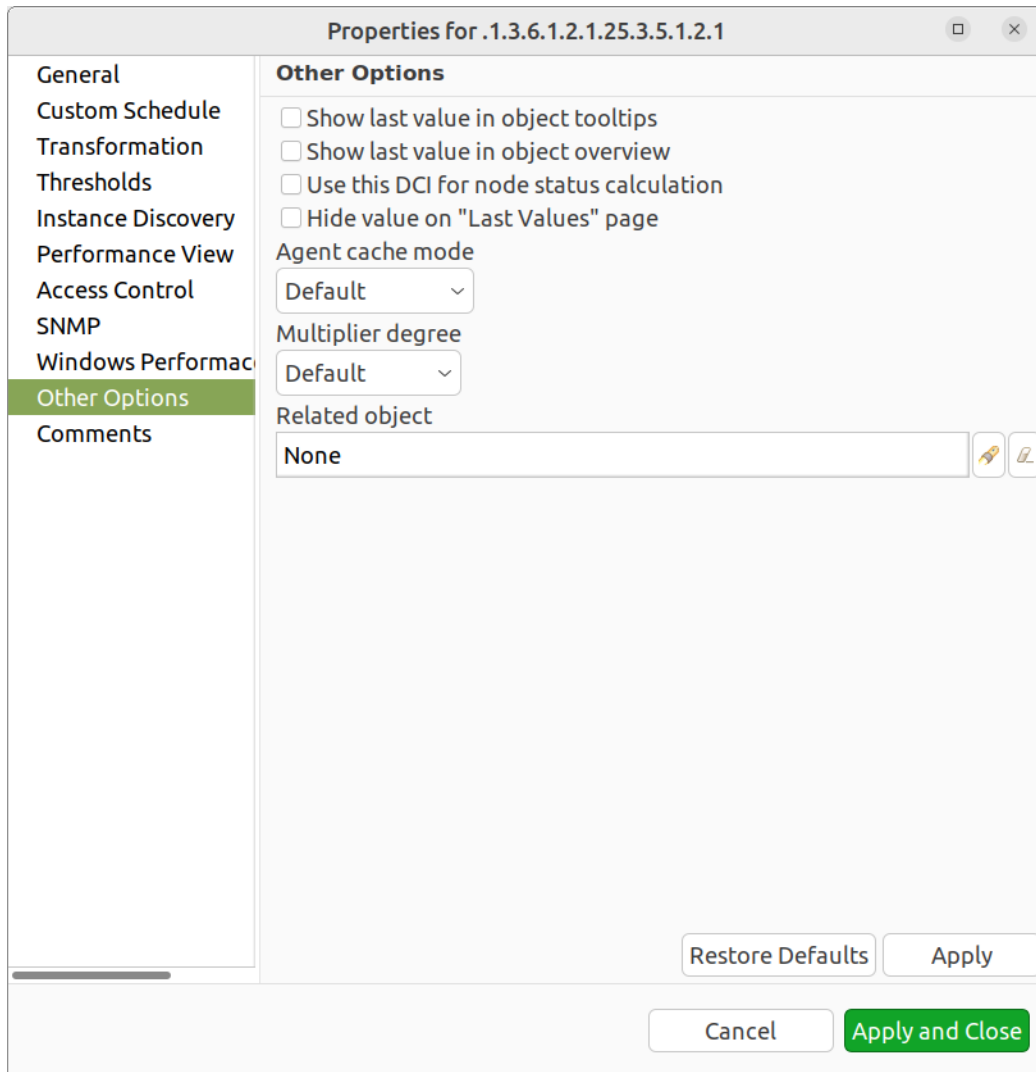 Properties for .1.3.6.1.2.1.25.3.5.1.2.1
General
Custom Schedule
Transformation
Thresholds
Instance Discovery
Performance View
Access Control
SNMP
Windows Performac
Other Options
Comments
Other Options
Show last value in object tooltips
Show last value in object overview
Use this DCI for node status calculation
Hide value on "Last Values" page
Agent cache mode
Default
Multiplier degree
Default
Related object
None
Restore Defaults
Apply
Cancel
Apply and Close